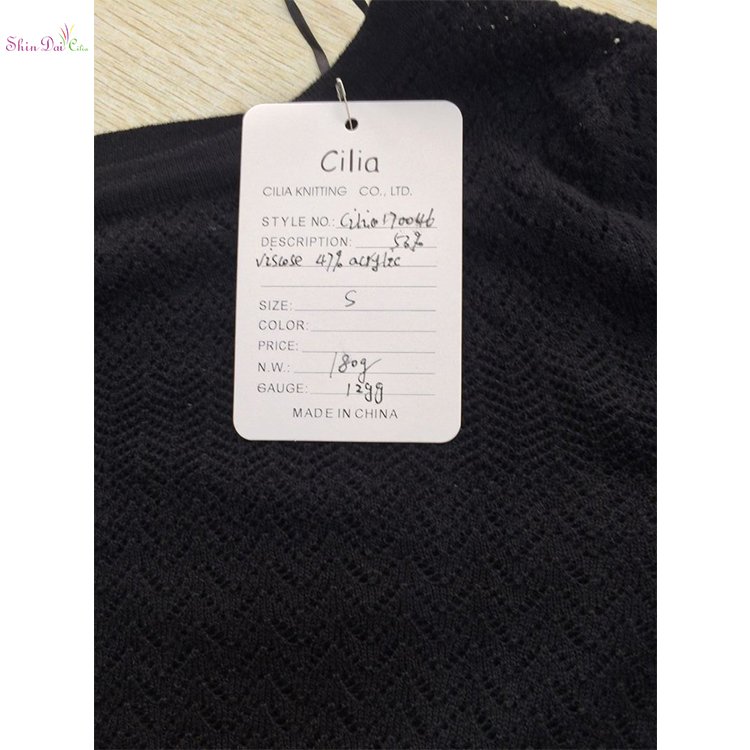 Shin Dai Cilia
Cilia
CILIA KNITTING CO., LTD.
STYLE NO.: Cilia170046
DESCRIPTION: 53%
viscose 47% acrylic
SIZE: S
COLOR:
PRICE:
N.W.: 180g
GAUGE: 12gg
MADE IN CHINA